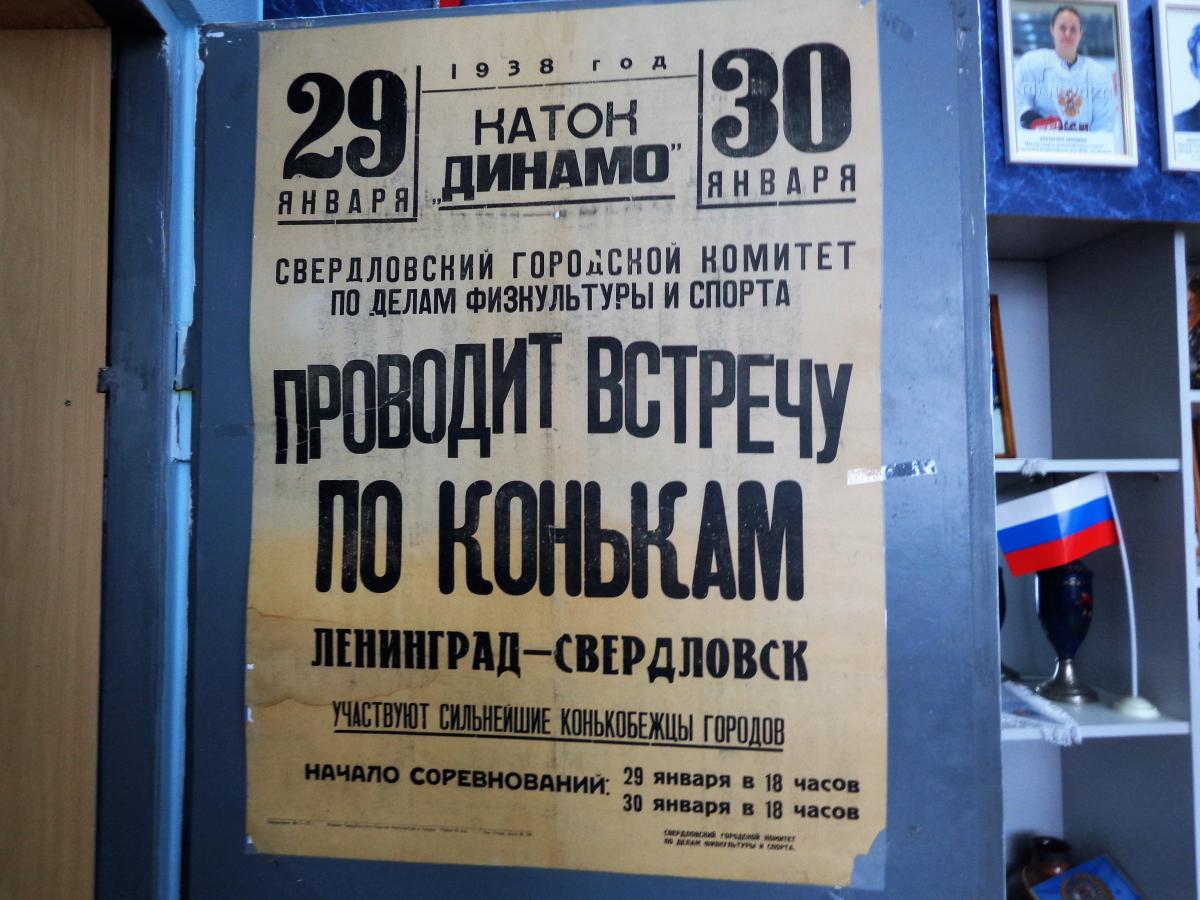 1938 год
29
ЯНВАРЯ
КАТОК
„ДИНАМО”
30
ЯНВАРЯ
СВЕРДЛОВСКИЙ ГОРОДСКОЙ КОМИТЕТ
ПО ДЕЛАМ ФИЗКУЛЬТУРЫ И СПОРТА
ПРОВОДИТ ВСТРЕЧУ
ПО КОНЬКАМ
ЛЕНИНГРАД—СВЕРДЛОВСК
УЧАСТВУЮТ СИЛЬНЕЙШИЕ КОНЬКОБЕЖЦЫ ГОРОДОВ
НАЧАЛО СОРЕВНОВАНИЙ: 29 января в 18 часов
30 января в 18 часов
СВЕРДЛОВСКИЙ ГОРОДСКОЙ КОМИТЕТ
ПО ДЕЛАМ ФИЗКУЛЬТУРЫ И СПОРТА.